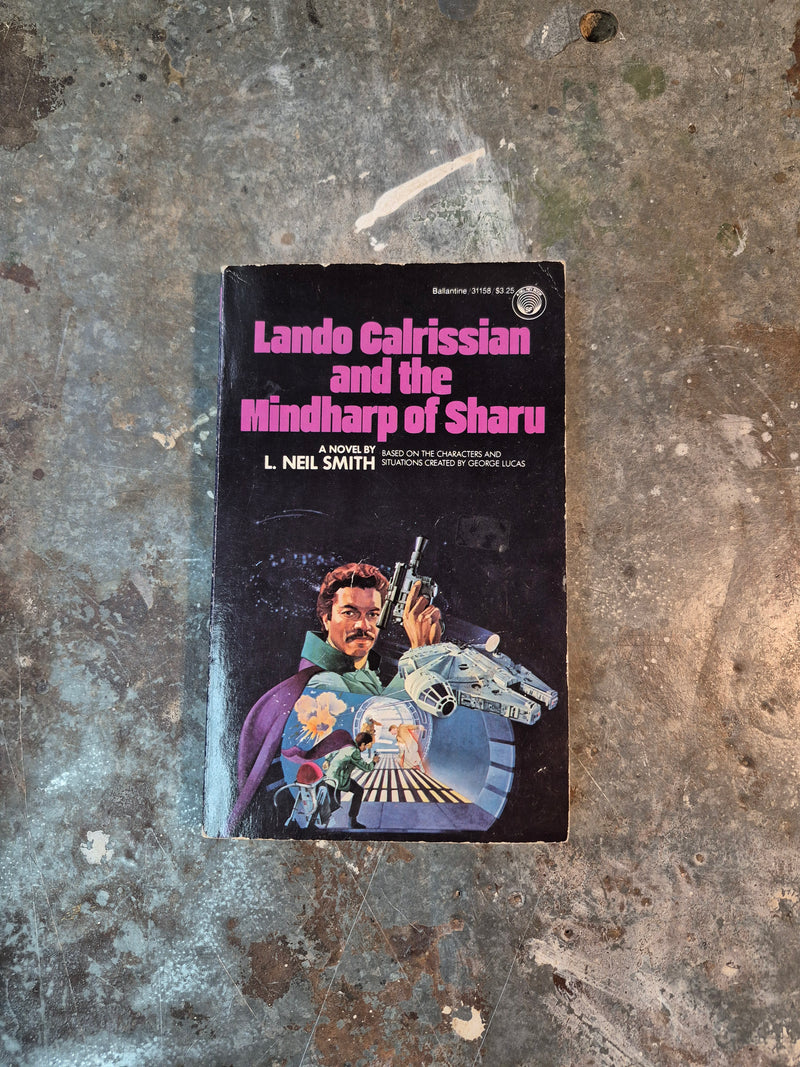 Ballantine/31158/$3.25
Lando Calrissian
and the
Mindharp of Sharu
A NOVEL BY
L. NEIL SMITH
BASED ON THE CHARACTERS AND
SITUATIONS CREATED BY GEORGE LUCAS